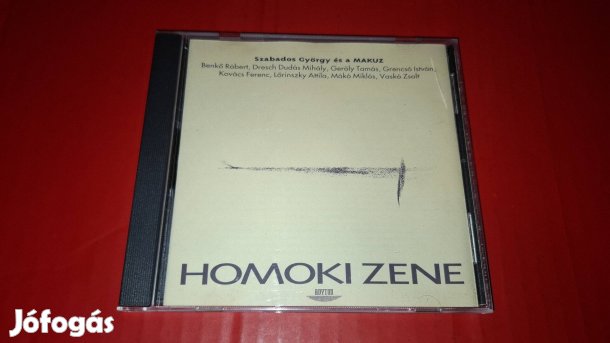 Szabados György és a MAKUZ
Benkő Róbert, Dresch Dudás Mihály, Geröly Tamás, Grencsó István,
Kovács Ferenc, Lőrinszky Attila, Mákó Miklós, Vaskó Zsolt
HOMOKI ZENE
ADYTON
Jófogás